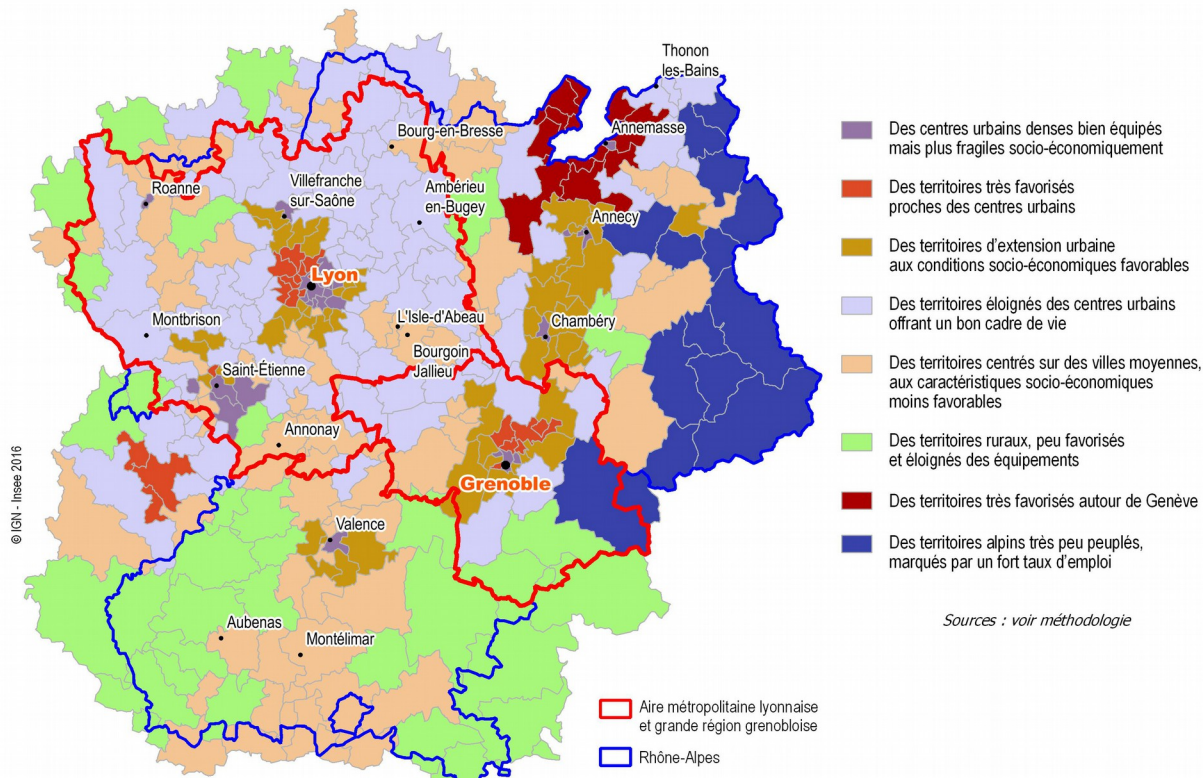 Thonon
les-Bains
Annemasse
Bourg-en-Bresse
Roanne
Villefranche
sur-Saône
Ambérieu
en-Bugey
Annecy
Lyon
Montbrison
L'Isle-d'Abeau
Bourgoin
Jallieu
Chambéry
Saint-Étienne
Annonay
Grenoble
Valence
Aubenas
Montélimar
© IGN - Insee 2016
Des centres urbains denses bien équipés
mais plus fragiles socio-économiquement
Des territoires très favorisés
proches des centres urbains
Des territoires d'extension urbaine
aux conditions socio-économiques favorables
Des territoires éloignés des centres urbains
offrant un bon cadre de vie
Des territoires centrés sur des villes moyennes,
aux caractéristiques socio-économiques
moins favorables
Des territoires ruraux, peu favorisés
et éloignés des équipements
Des territoires très favorisés autour de Genève
Des territoires alpins très peu peuplés,
marqués par un fort taux d'emploi
Sources : voir méthodologie
Aire métropolitaine lyonnaise
et grande région grenobloise
Rhône-Alpes